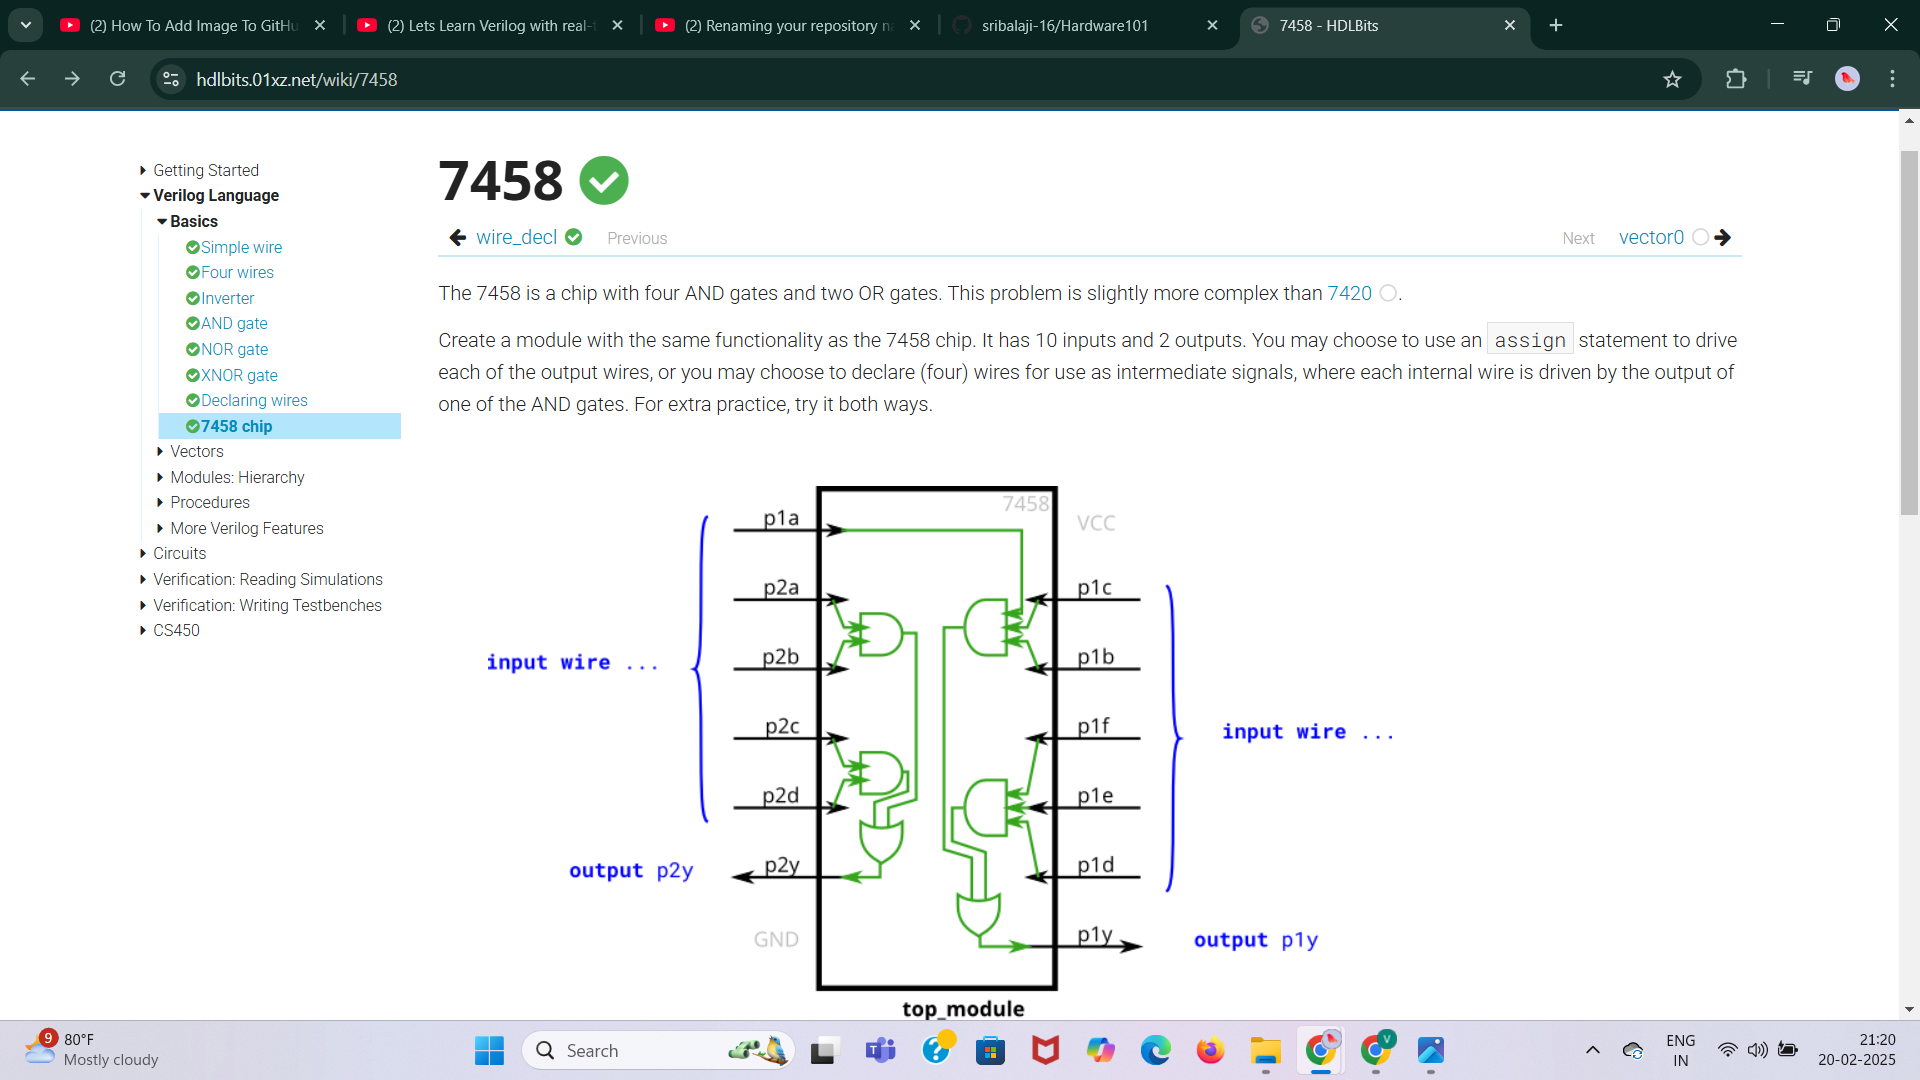 (2) How To Add Image To GitHu
(2) Lets Learn Verilog with real-t
(2) Renaming your repository na
sribalaji-16/Hardware101
7458 - HDLBits
hdlbits.01xz.net/wiki/7458
Getting Started
Verilog Language
Basics
Simple wire
Four wires
Inverter
AND gate
NOR gate
XNOR gate
Declaring wires
7458 chip
Vectors
Modules: Hierarchy
Procedures
More Verilog Features
Circuits
Verification: Reading Simulations
Verification: Writing Testbenches
CS450
7458
wire_decl Previous
Next vector0
The 7458 is a chip with four AND gates and two OR gates. This problem is slightly more complex than 7420 .
Create a module with the same functionality as the 7458 chip. It has 10 inputs and 2 outputs. You may choose to use an assign statement to drive
each of the output wires, or you may choose to declare (four) wires for use as intermediate signals, where each internal wire is driven by the output of
one of the AND gates. For extra practice, try it both ways.
7458
p1a
VCC
p2a
p1c
p2b
p1b
input wire ...
p2c
p1f
input wire ...
p2d
p1e
output p2y
p2y
p1d
GND
p1y
output p1y
top_module
9
80°F
Mostly cloudy
Search
V
ENG
IN
21:20
20-02-2025